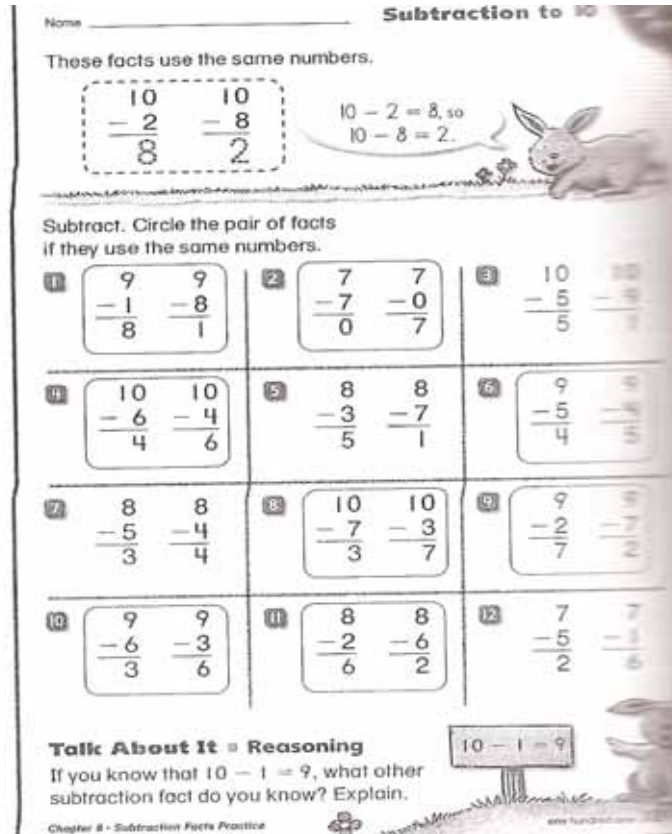 Name
Subtraction to 10
These facts use the same numbers.
10 10
- 2 - 8
8 2
10 - 2 = 8, so
10 - 8 = 2.
Subtract. Circle the pair of facts
if they use the same numbers.
1 9 9 2 7 7 3 10
- 1 - 8 - 7 - 0 - 5
8 1 0 7 5
4 10 10 5 8 8 6 9
- 6 - 4 - 3 - 7 - 5
4 6 5 1 4
7 8 8 8 10 10 9 9
- 5 - 4 - 7 - 3 - 2
3 4 3 7 7 2
10 9 9 11 8 8 12 7 7
- 6 - 3 - 2 - 6 - 5
3 6 6 2 2 6
Talk About It Reasoning
10 - 1 = 9
If you know that 10 - 1 = 9, what other
subtraction fact do you know? Explain.
Chapter 8 - Subtraction Facts Practice
one hundred